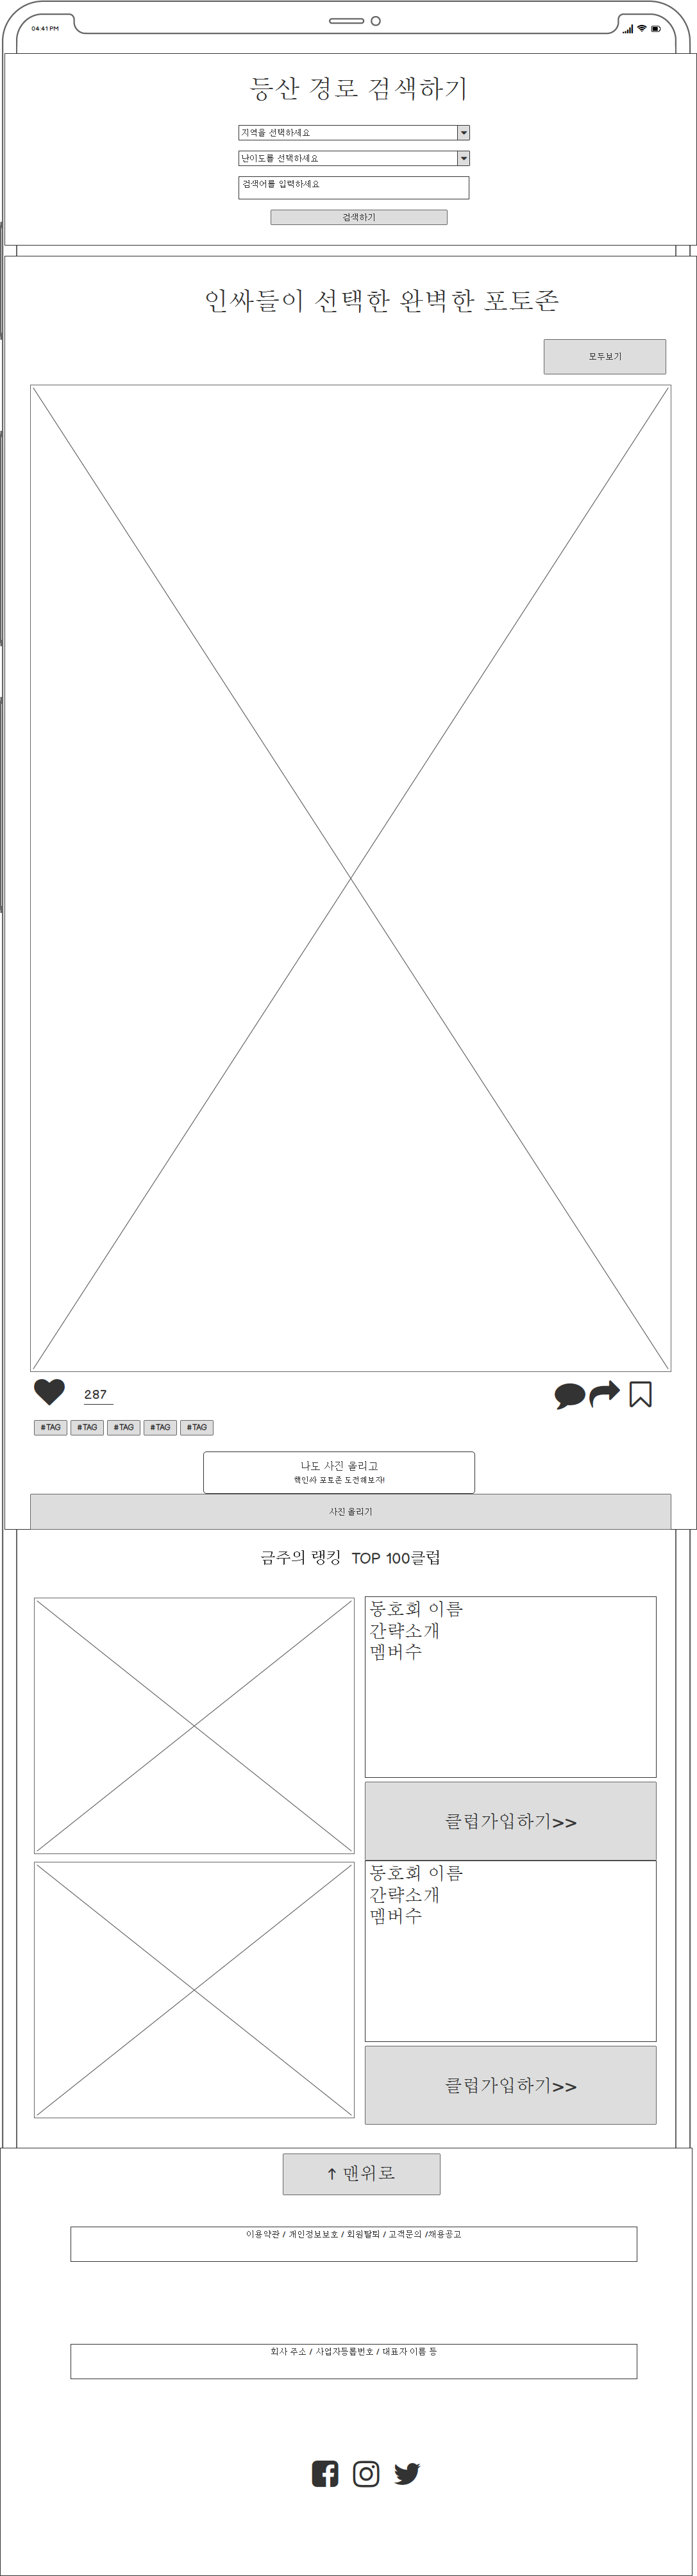 04:41 PM
등산 경로 검색하기
지역을 선택하세요
난이도를 선택하세요
검색어를 입력하세요
검색하기
인싸들이 선택한 완벽한 포토존
모두보기
287
#TAG #TAG #TAG #TAG #TAG
나도 사진 올리고
핵인싸 포토존 도전해보자!
사진 올리기
금주의 랭킹 TOP 100클럽
동호회 이름
간략소개
멤버수
클럽가입하기>>
동호회 이름
간략소개
멤버수
클럽가입하기>>
↑ 맨위로
이용약관 / 개인정보보호 / 회원탈퇴 / 고객문의 /채용공고
회사 주소 / 사업자등록번호 / 대표자 이름 등